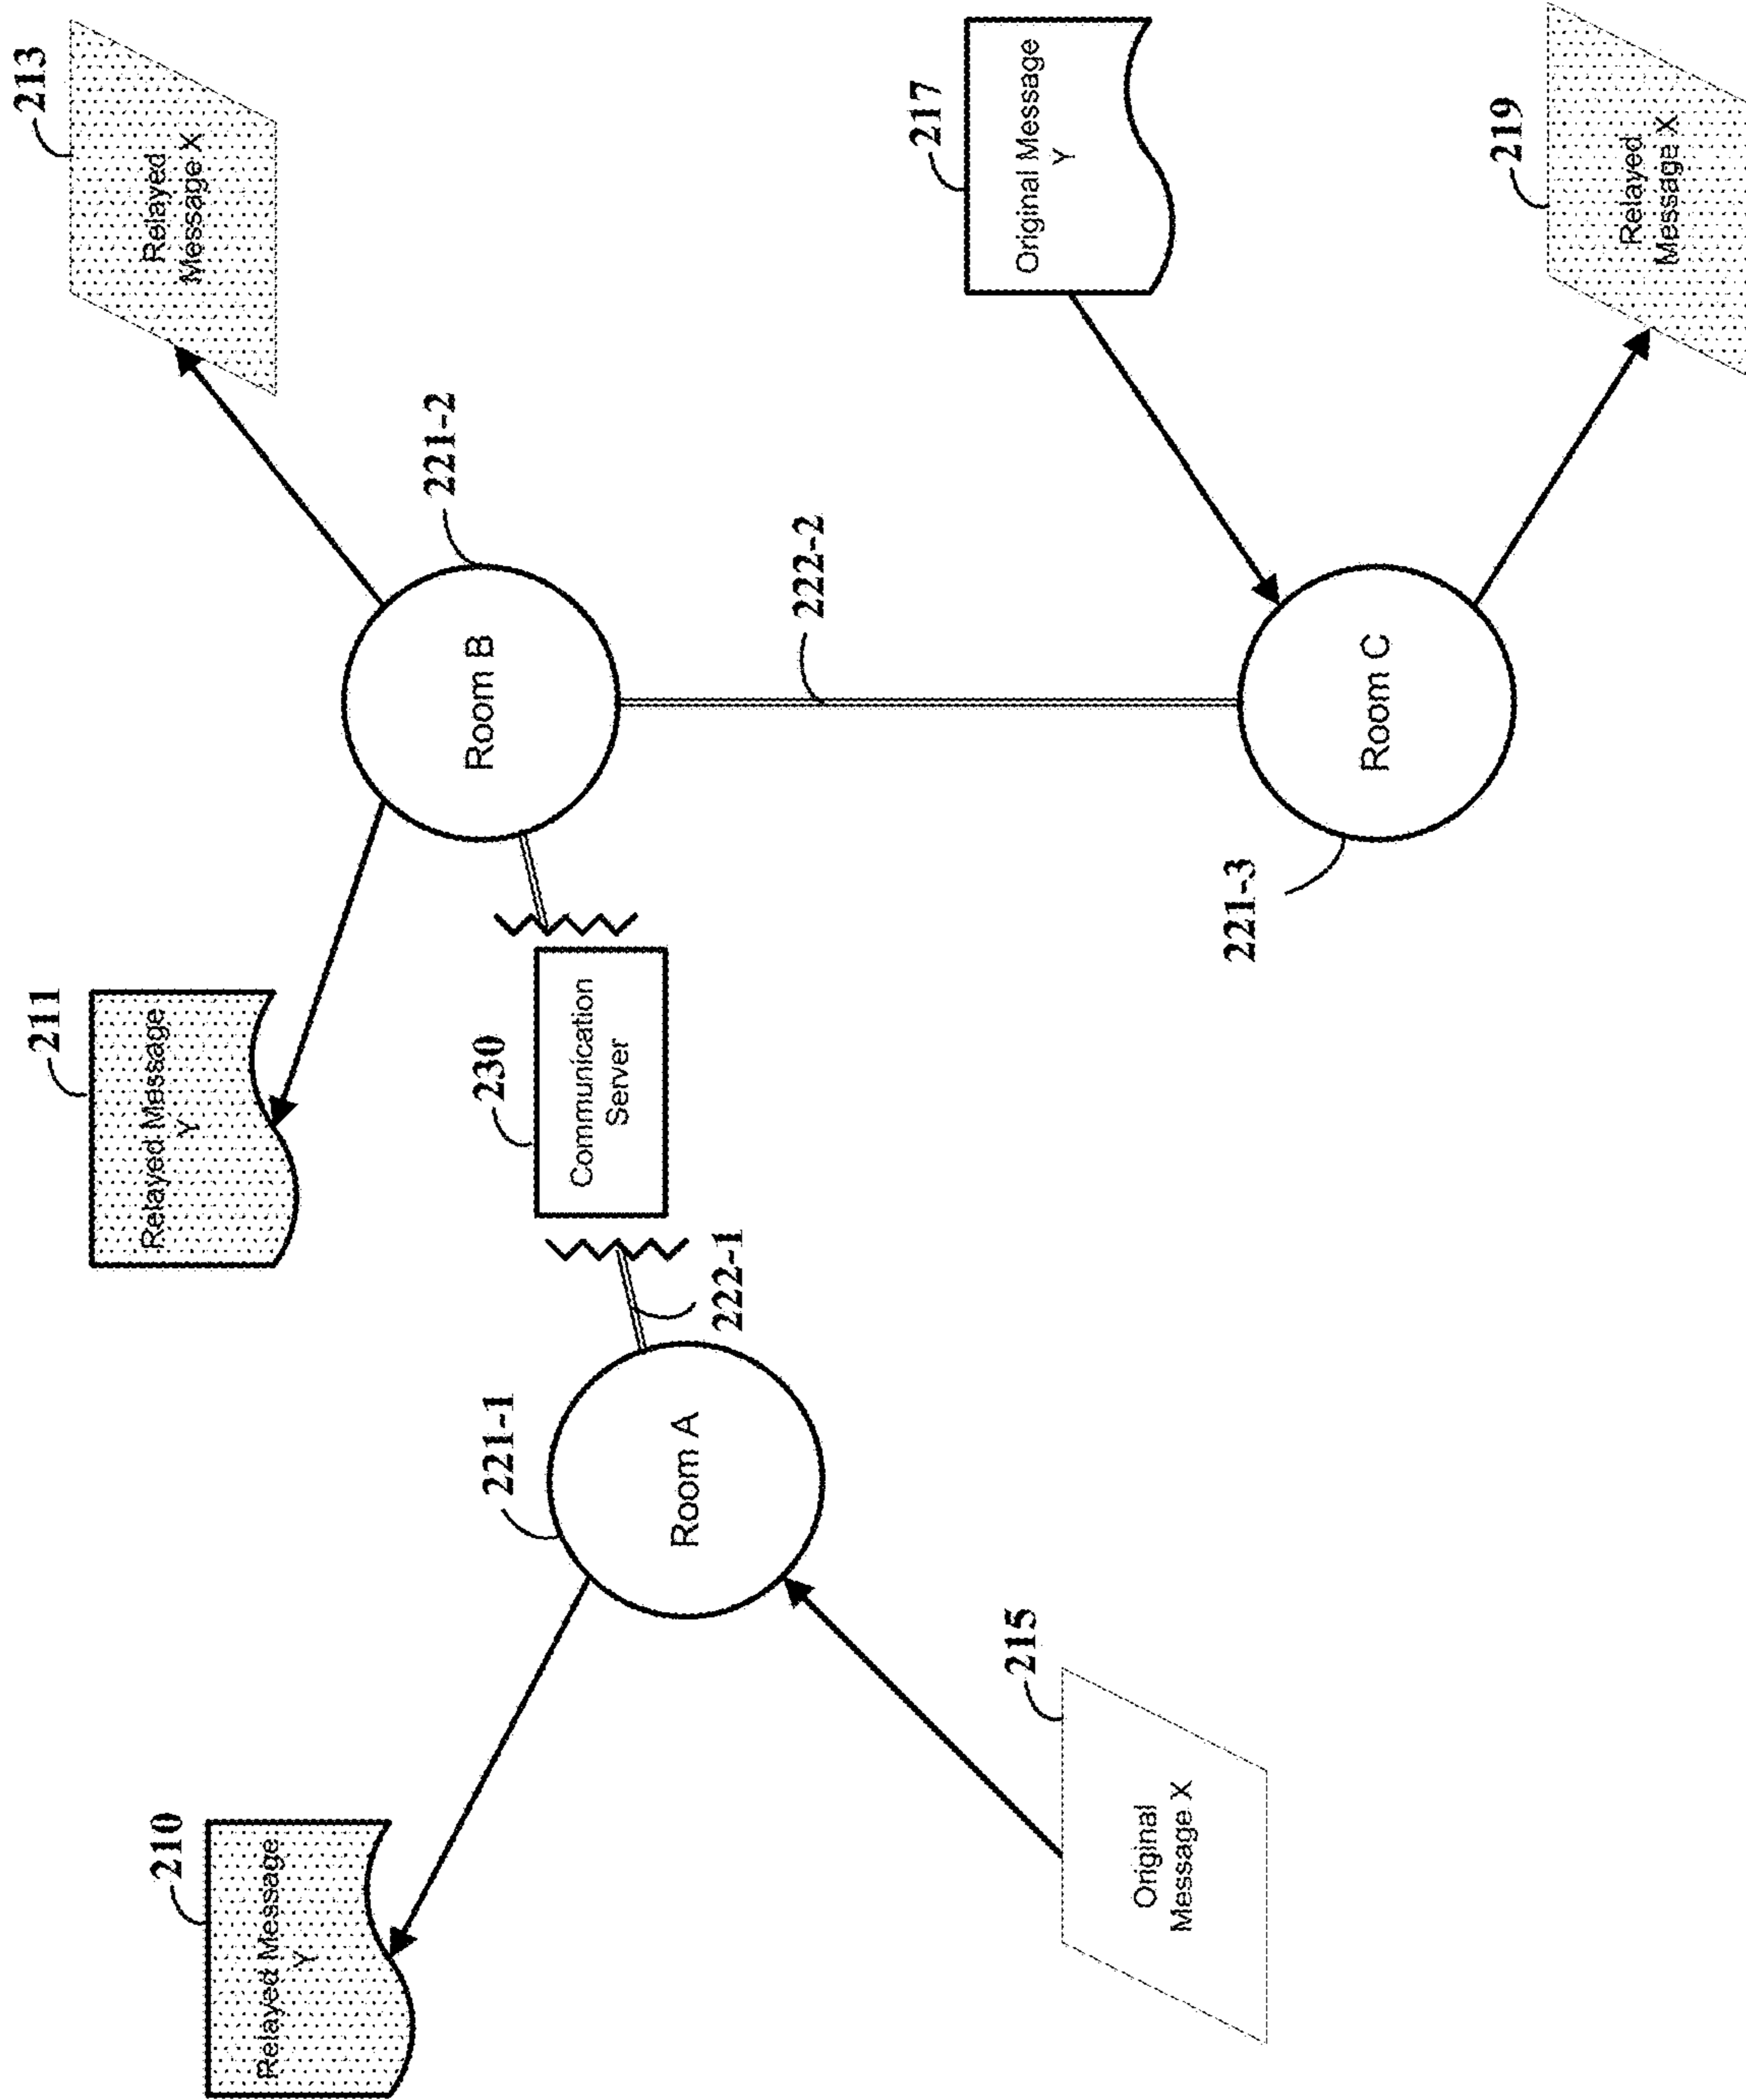 213
211
Relayed Message
Y
Relayed
Message X
210
Relayed Message
Y
221-2
221-1
230
Room B
Communication
Server
Room A
222-1
222-2
217
Original Message
Y
215
Original
Message X
221-3
Room C
219
Relayed
Message X